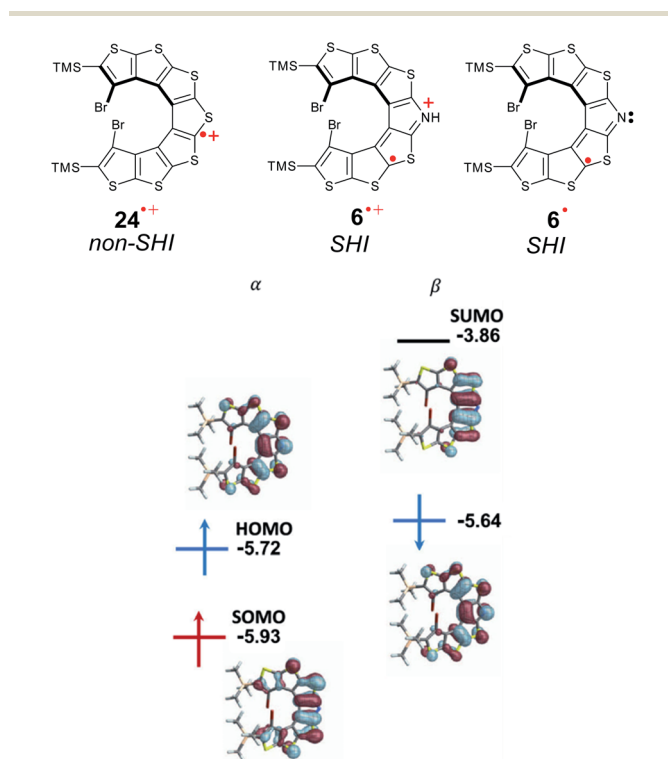 S S S S S S
TMS TMS TMS
Br Br Br
S S S
S NH N:
Br Br Br
S S S
TMS TMS TMS
S S S S S S
24•+ 6•+ 6•
non-SHI SHI SHI
α β
SUMO
-3.86
HOMO
-5.72
-5.64
SOMO
-5.93